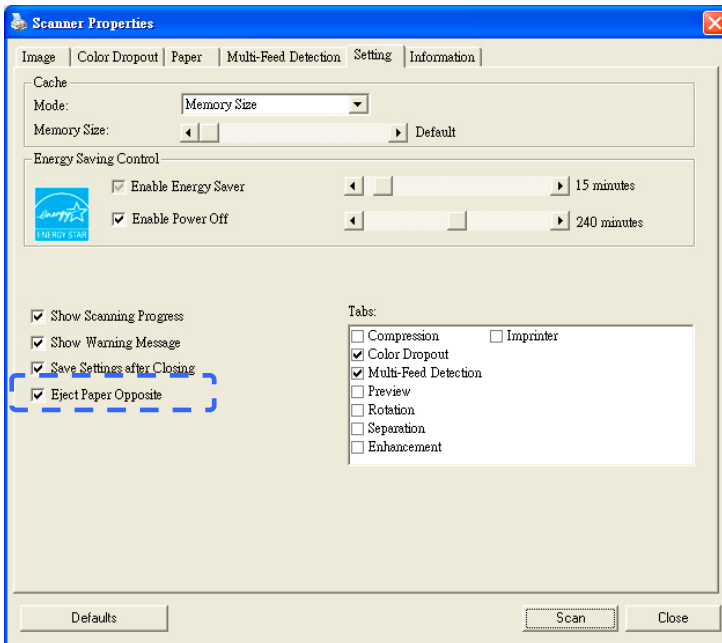 Scanner Properties
Image Color Dropout Paper Multi-Feed Detection Setting Information
Cache
Mode: Memory Size
Memory Size: Default
Energy Saving Control
Enable Energy Saver 15 minutes
Enable Power Off 240 minutes
energy
ENERGY STAR
Show Scanning Progress
Show Warning Message
Save Settings after Closing
Eject Paper Opposite
Tabs:
Compression Imprinter
Color Dropout
Multi-Feed Detection
Preview
Rotation
Separation
Enhancement
Defaults Scan Close